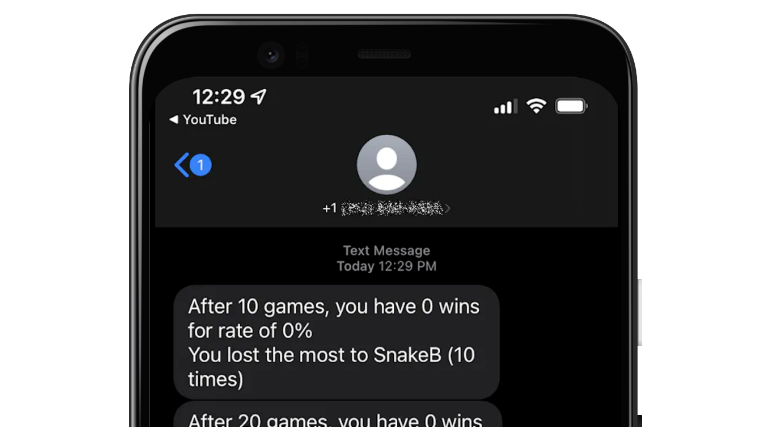 12:29
◀ YouTube
1
+1
Text Message
Today 12:29 PM
After 10 games, you have 0 wins
for rate of 0%
You lost the most to SnakeB (10
times)
After 20 games, you have 0 wins